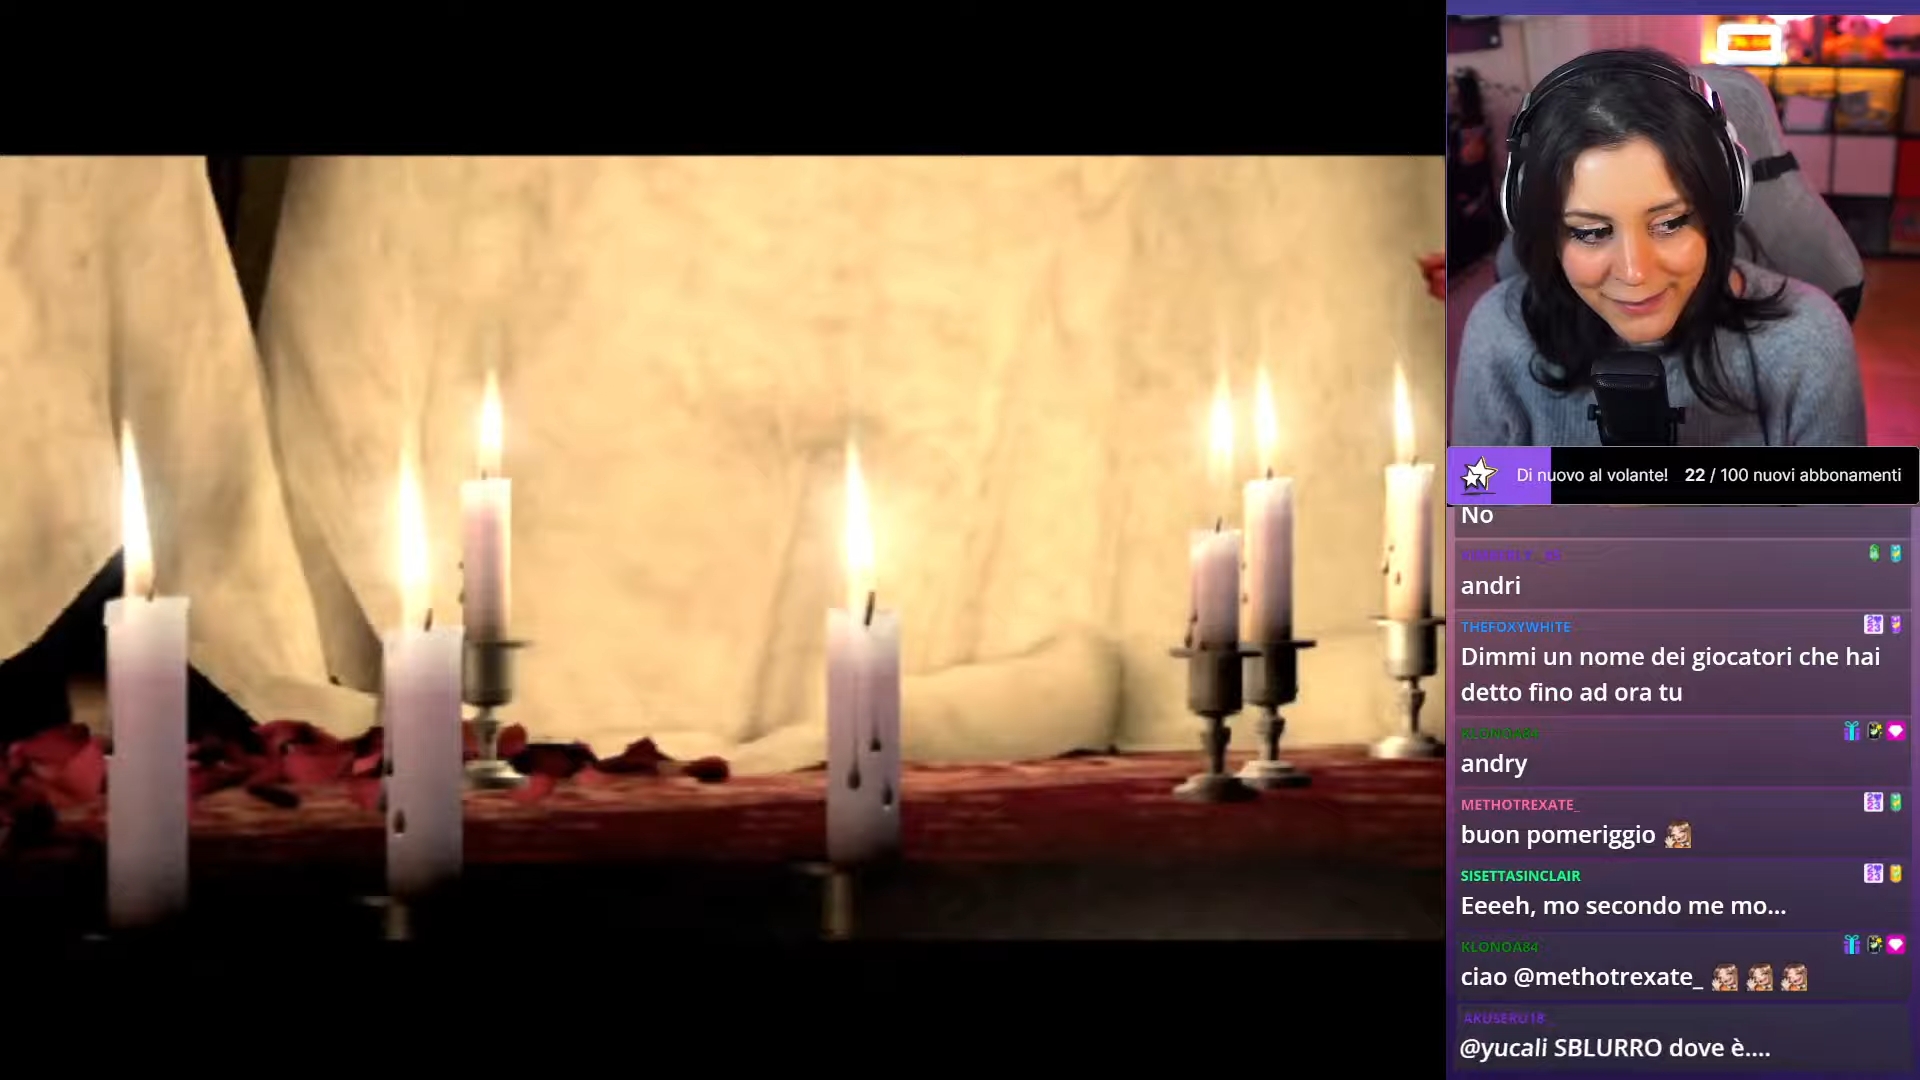 Di nuovo al volante! 22 / 100 nuovi abbonamenti
No
andri
THEFOXYWHITE
Dimmi un nome dei giocatori che hai
detto fino ad ora tu
KLONOA84
andry
METHOTREXATE_
buon pomeriggio
SISETTASINCLAIR
Eeeeh, mo secondo me mo...
KLONOA84
ciao @methotrexate_
AKUSERU18
@yucali SBLURRO dove è....